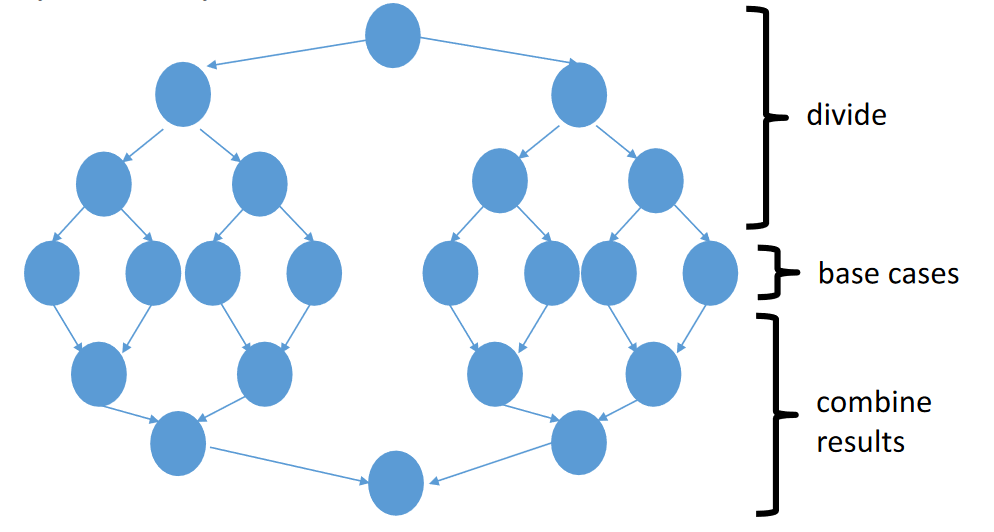 divide
base cases
combine
results